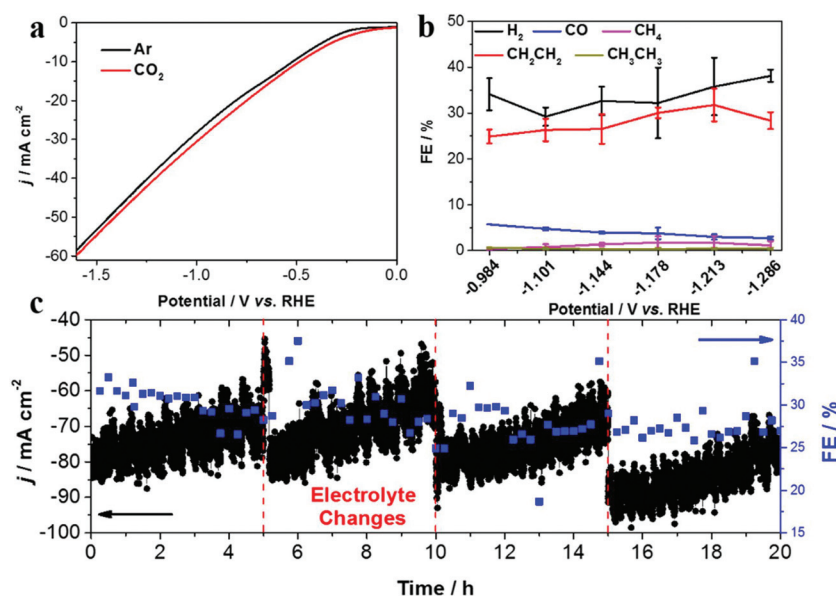 a
Ar
CO2
j / mA cm-2
0
-10
-20
-30
-40
-50
-60
-1.5
-1.0
-0.5
0.0
Potential / V vs. RHE
b
H2
CO
CH4
CH2CH2
CH3CH3
FE / %
50
40
30
20
10
0
-0.984
-1.101
-1.144
-1.178
-1.213
-1.286
Potential / V vs. RHE
c
j / mA cm-2
-40
-50
-60
-70
-80
-90
-100
Electrolyte
Changes
40
35
30
25
20
15
FE / %
0
2
4
6
8
10
12
14
16
18
20
Time / h